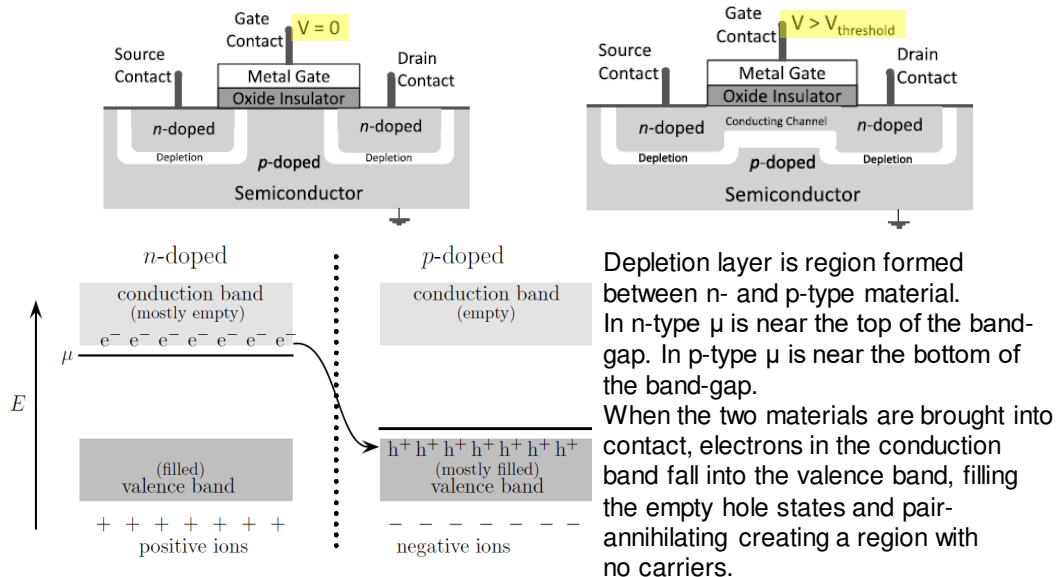 Gate
Contact
V = 0
Source
Contact
Drain
Contact
Metal Gate
Oxide Insulator
n-doped
n-doped
Depletion
Depletion
p-doped
Semiconductor
Gate
Contact
V > Vthreshold
Source
Contact
Drain
Contact
Metal Gate
Oxide Insulator
n-doped
Conducting Channel
n-doped
Depletion
p-doped
Depletion
Semiconductor
n-doped
p-doped
conduction band
(mostly empty)
e⁻ e⁻ e⁻ e⁻ e⁻ e⁻ e⁻
μ
E
(filled)
valence band
+ + + + + + +
positive ions
conduction band
(empty)
h⁺ h⁺ h⁺ h⁺ h⁺ h⁺ h⁺
(mostly filled)
valence band
− − − − − − −
negative ions
Depletion layer is region formed
between n- and p-type material.
In n-type μ is near the top of the band-
gap. In p-type μ is near the bottom of
the band-gap.
When the two materials are brought into
contact, electrons in the conduction
band fall into the valence band, filling
the empty hole states and pair-
annihilating creating a region with
no carriers.